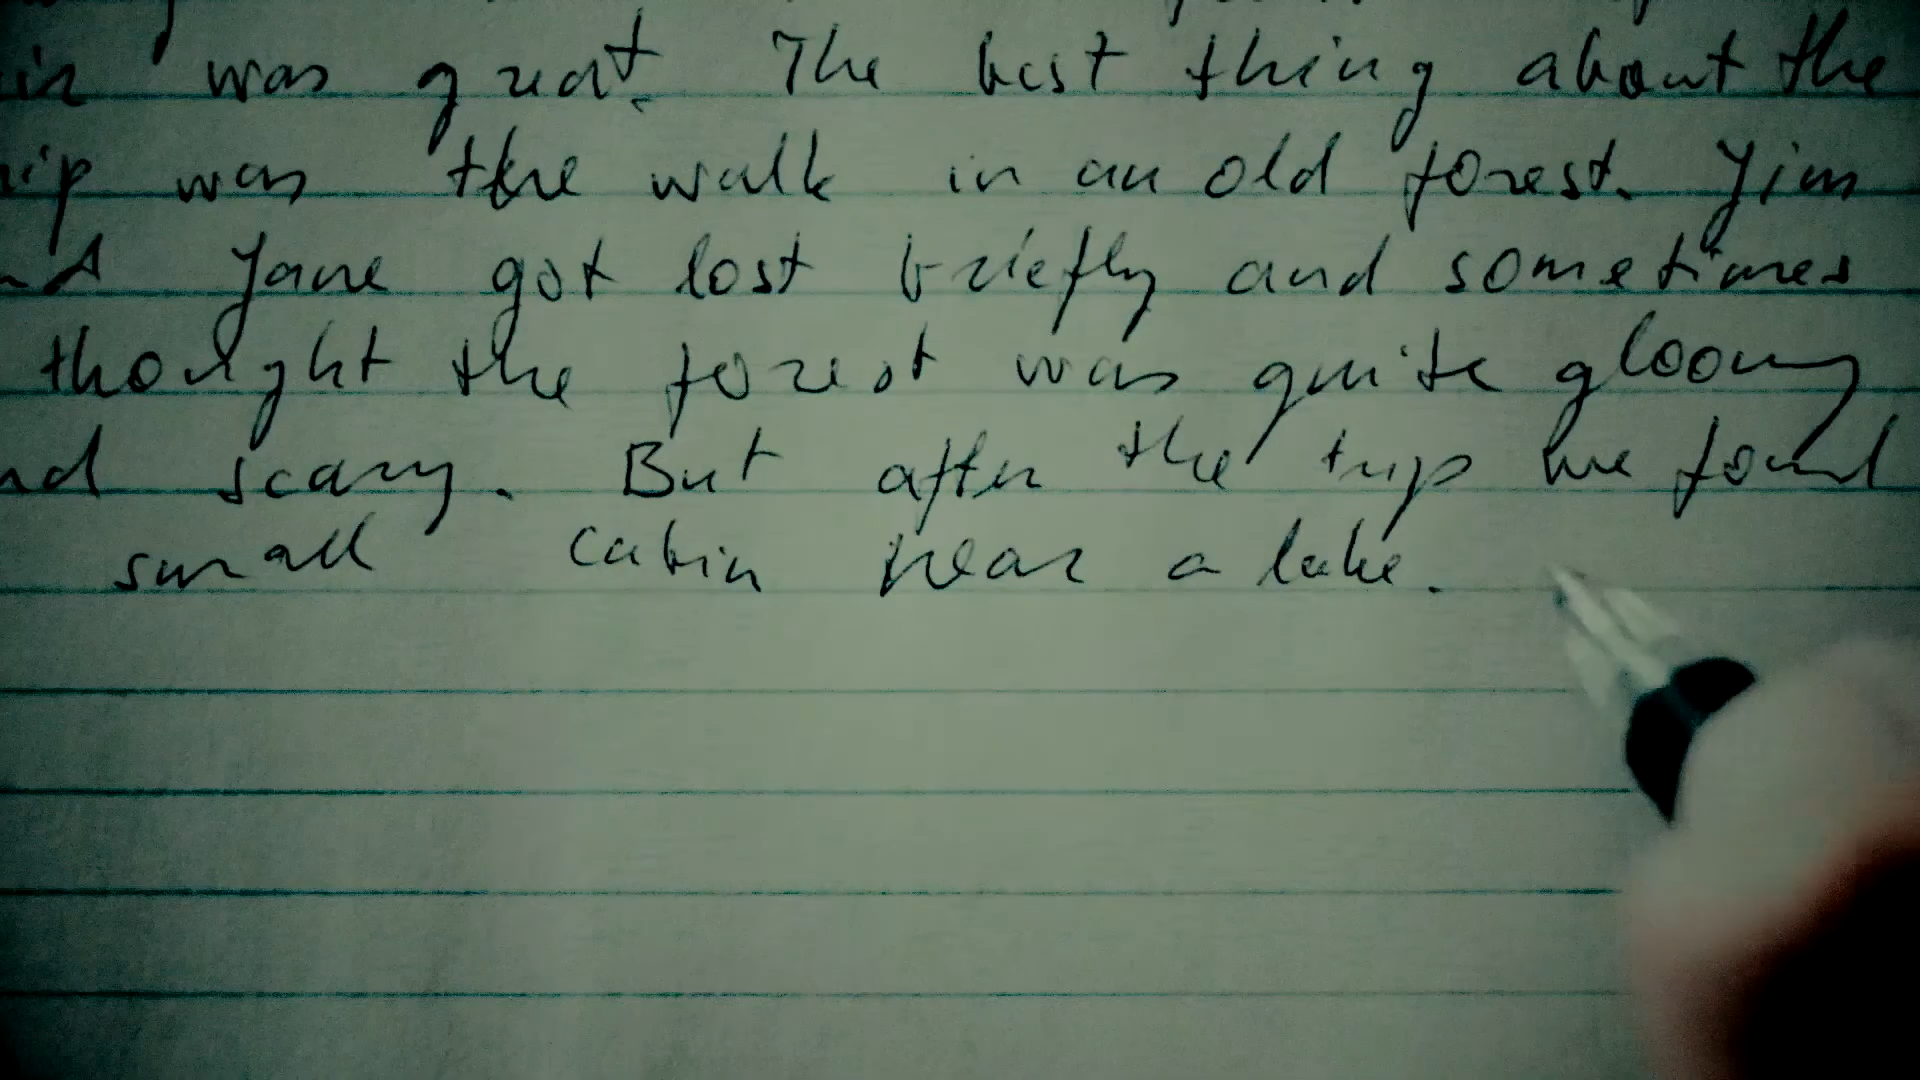 was great. The best thing about the
was the walk in an old forest. Jim
Jane got lost briefly and sometimes
thought the forest was quite gloomy
scary. But after the trip we found
small cabin near a lake.